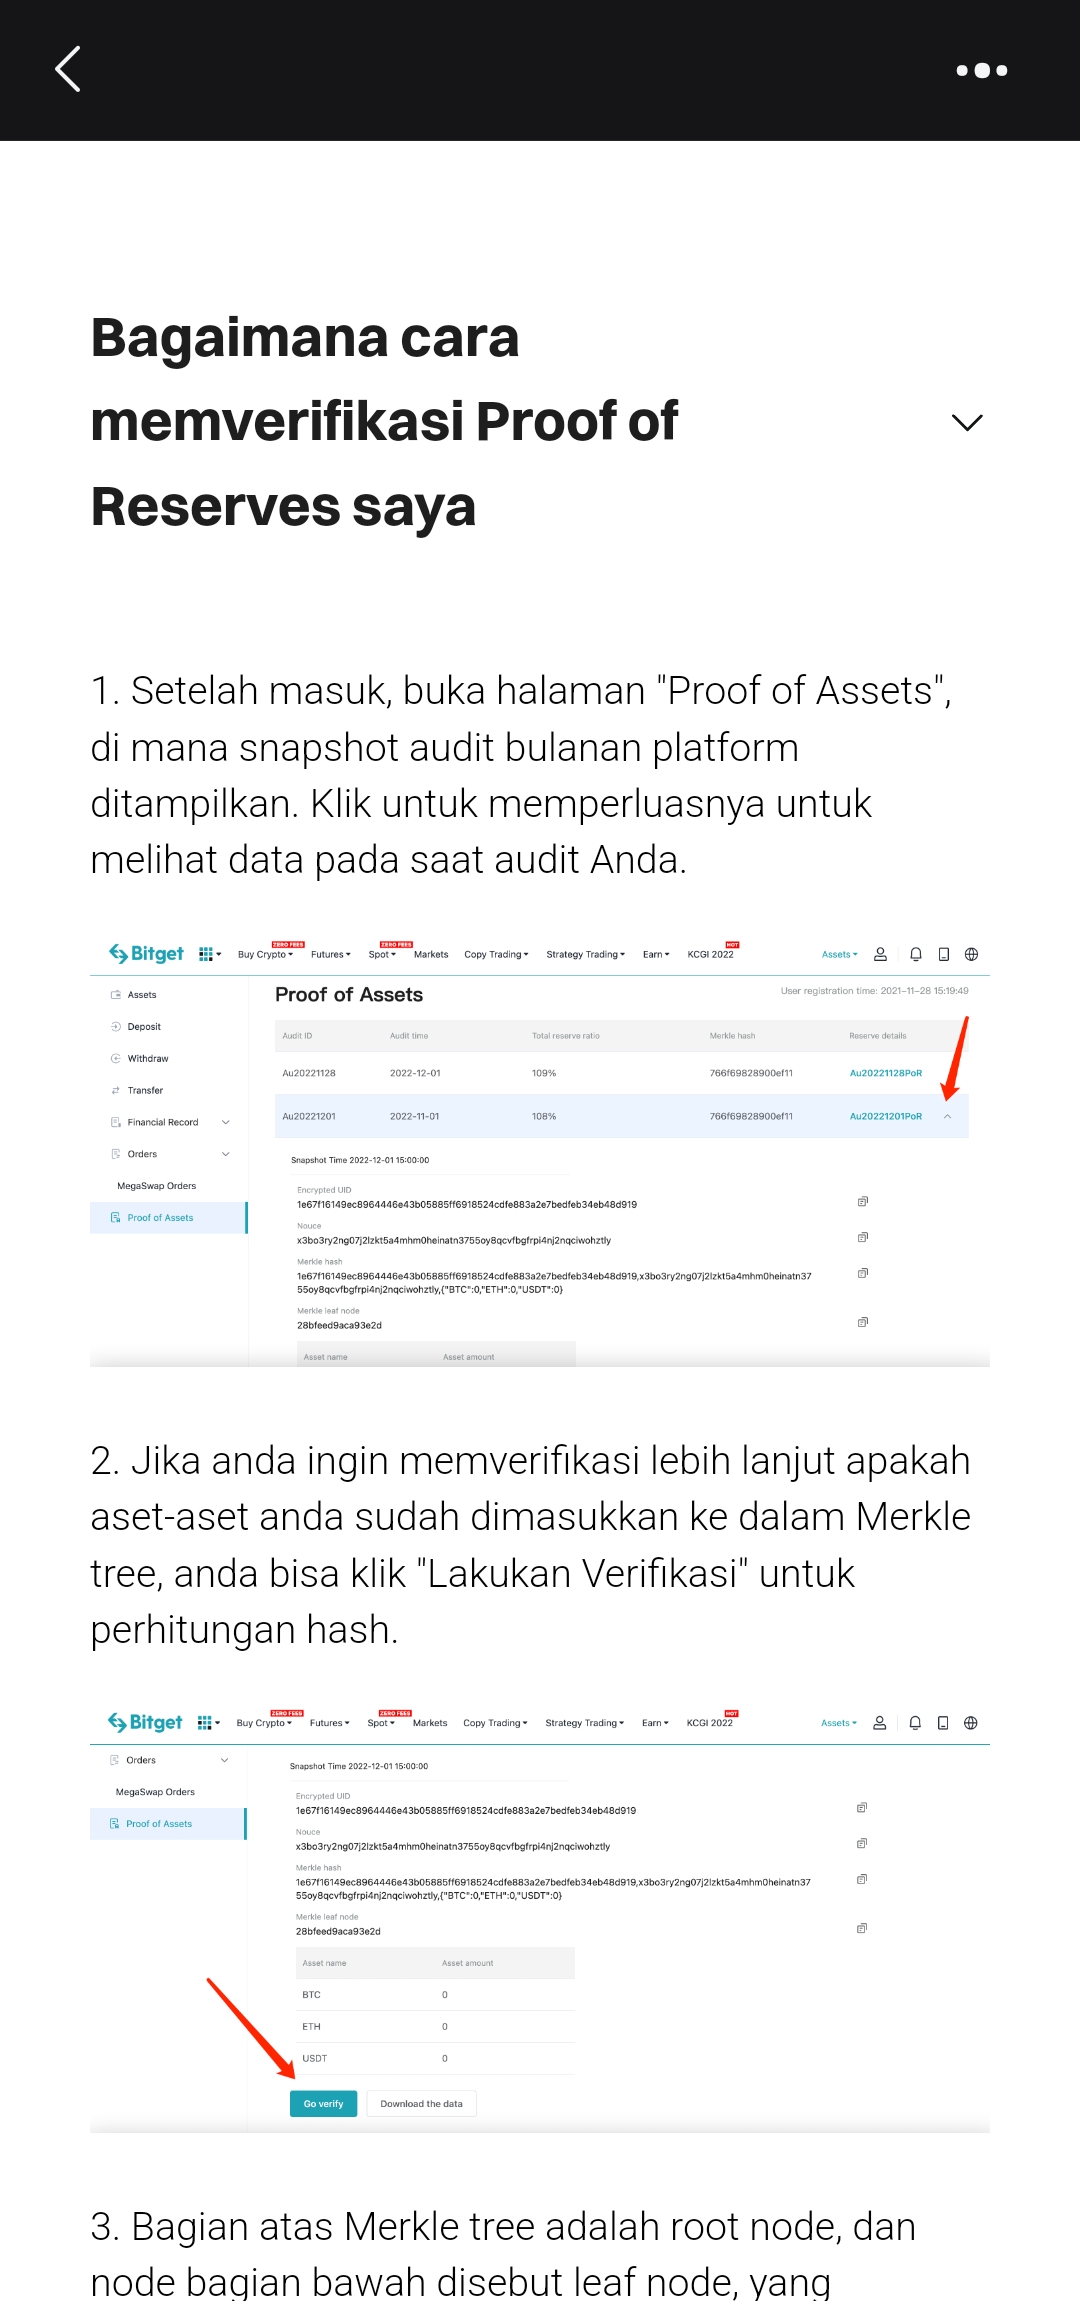 Bagaimana cara
memverifikasi Proof of
Reserves saya
1. Setelah masuk, buka halaman "Proof of Assets",
di mana snapshot audit bulanan platform
ditampilkan. Klik untuk memperluasnya untuk
melihat data pada saat audit Anda.
Bitget Buy Crypto ZERO FEES Futures Spot ZERO FEES Markets Copy Trading Strategy Trading Earn KCGI 2022 HOT Assets
Assets
Deposit
Withdraw
Transfer
Financial Record
Orders
MegaSwap Orders
Proof of Assets
Proof of Assets User registration time: 2021-11-28 15:19:49
Audit ID Audit time Total reserve ratio Merkle hash Reserve details
Au20221128 2022-12-01 109% 766f69828900ef11 Au20221128PoR
Au20221201 2022-11-01 108% 766f69828900ef11 Au20221201PoR
Snapshot Time 2022-12-01 15:00:00
Encrypted UID
1e67f16149ec8964446e43b05885ff6918524cdfe883a2e7bedfeb34eb48d919
Nouce
x3bo3ry2ng07j2lzkt5a4mhm0heinatn3755oy8qcvfbgfrpi4nj2nqciwohztly
Merkle hash
1e67f16149ec8964446e43b05885ff6918524cdfe883a2e7bedfeb34eb48d919,x3bo3ry2ng07j2lzkt5a4mhm0heinatn37
55oy8qcvfbgfrpi4nj2nqciwohztly,{"BTC":0,"ETH":0,"USDT":0}
Merkle leaf node
28bfeed9aca93e2d
Asset name Asset amount
2. Jika anda ingin memverifikasi lebih lanjut apakah
aset-aset anda sudah dimasukkan ke dalam Merkle
tree, anda bisa klik "Lakukan Verifikasi" untuk
perhitungan hash.
Bitget Buy Crypto ZERO FEES Futures Spot ZERO FEES Markets Copy Trading Strategy Trading Earn KCGI 2022 HOT Assets
Orders
MegaSwap Orders
Proof of Assets
Snapshot Time 2022-12-01 15:00:00
Encrypted UID
1e67f16149ec8964446e43b05885ff6918524cdfe883a2e7bedfeb34eb48d919
Nouce
x3bo3ry2ng07j2lzkt5a4mhm0heinatn3755oy8qcvfbgfrpi4nj2nqciwohztly
Merkle hash
1e67f16149ec8964446e43b05885ff6918524cdfe883a2e7bedfeb34eb48d919,x3bo3ry2ng07j2lzkt5a4mhm0heinatn37
55oy8qcvfbgfrpi4nj2nqciwohztly,{"BTC":0,"ETH":0,"USDT":0}
Merkle leaf node
28bfeed9aca93e2d
Asset name Asset amount
BTC 0
ETH 0
USDT 0
Go verify Download the data
3. Bagian atas Merkle tree adalah root node, dan
node bagian bawah disebut leaf node, yang